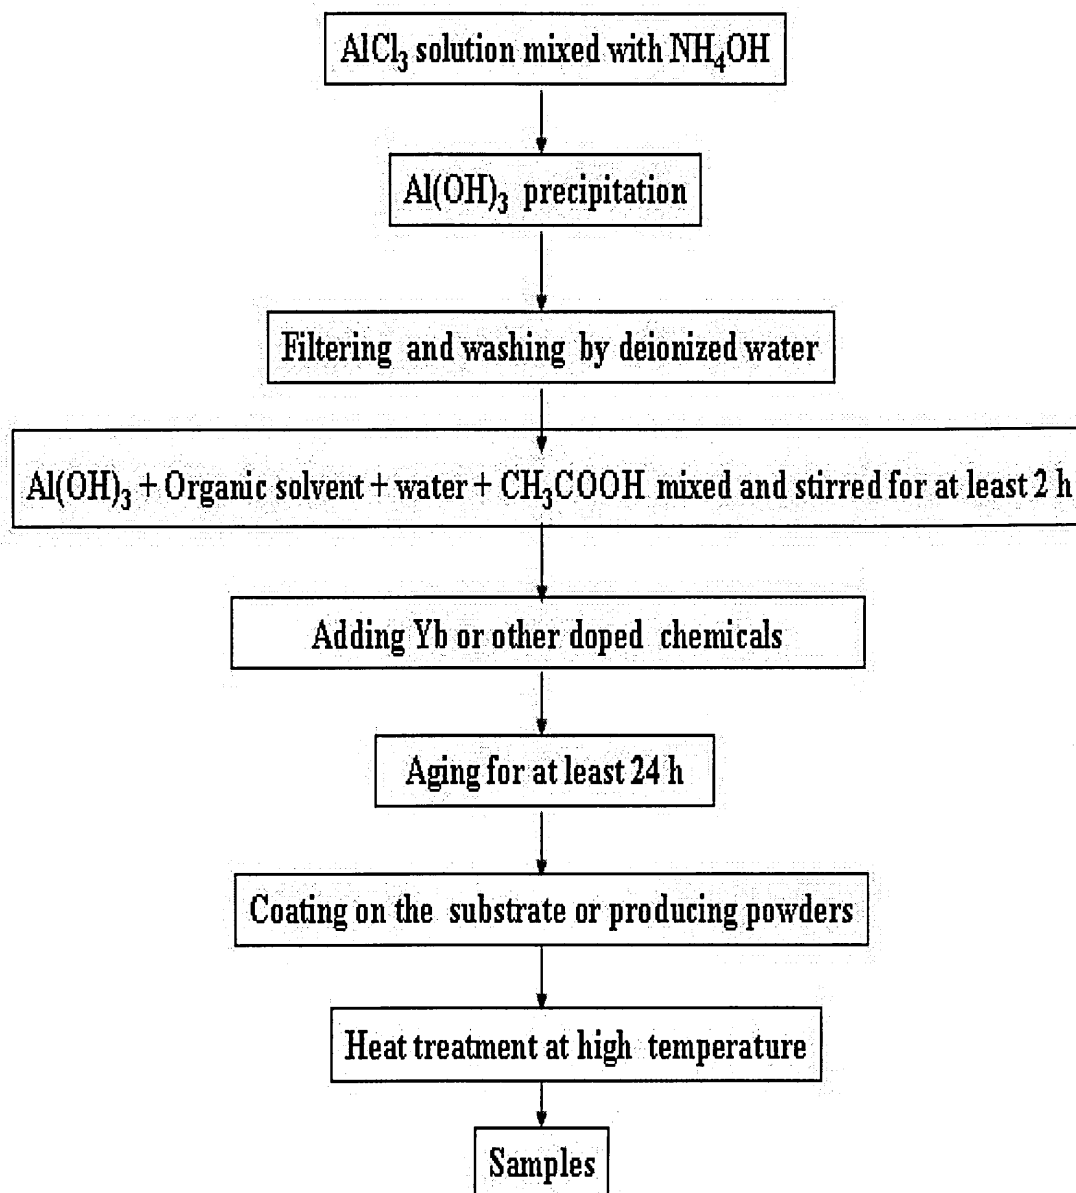 AlCl₃ solution mixed with NH₄OH
Al(OH)₃ precipitation
Filtering and washing by deionized water
Al(OH)₃ + Organic solvent + water + CH₃COOH mixed and stirred for at least 2 h
Adding Yb or other doped chemicals
Aging for at least 24 h
Coating on the substrate or producing powders
Heat treatment at high temperature
Samples